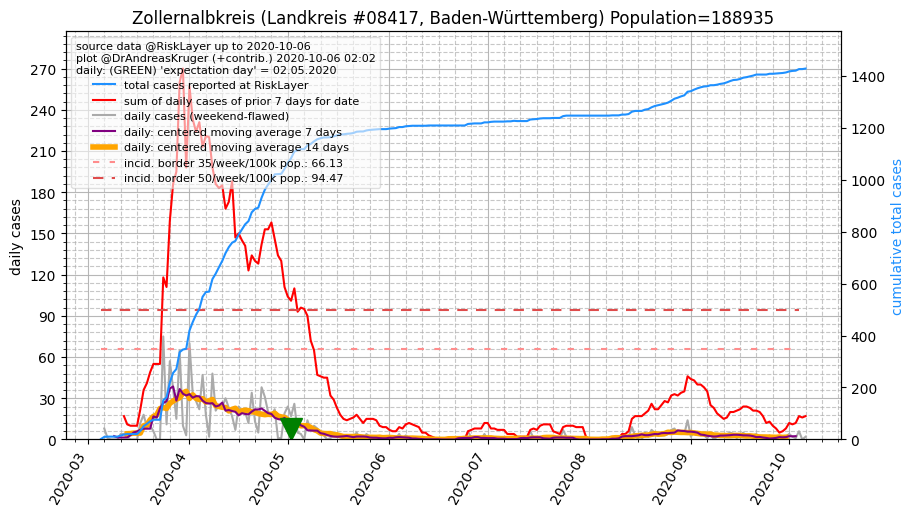 Zollernalbkreis (Landkreis #08417, Baden-Württemberg) Population=188935
source data @RiskLayer up to 2020-10-06
plot @DrAndreasKruger (+contrib.) 2020-10-06 02:02
daily: (GREEN) 'expectation day' = 02.05.2020
total cases reported at RiskLayer
sum of daily cases of prior 7 days for date
daily cases (weekend-flawed)
daily: centered moving average 7 days
daily: centered moving average 14 days
incid. border 35/week/100k pop.: 66.13
incid. border 50/week/100k pop.: 94.47
daily cases
270
240
210
180
150
120
90
60
30
0
1400
1200
1000
800
600
400
200
0
cumulative total cases
2020-03
2020-04
2020-05
2020-06
2020-07
2020-08
2020-09
2020-10